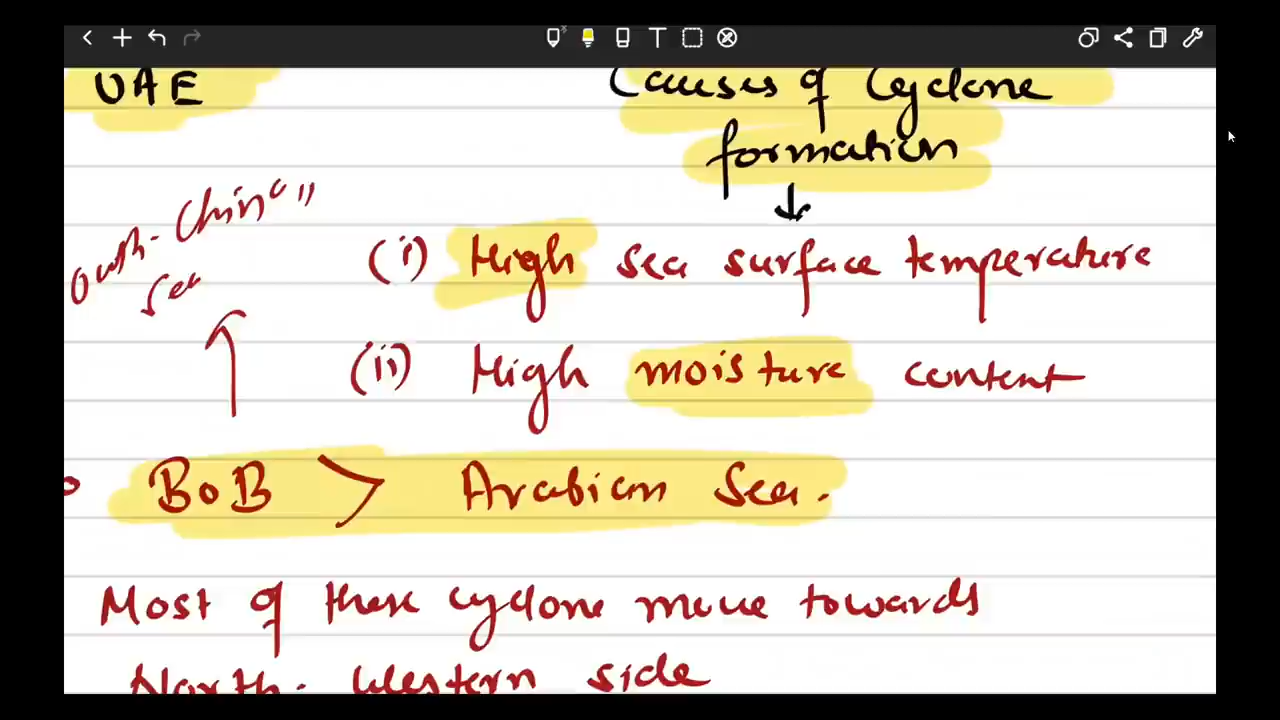 UAE
Causes of Cyclone
formation
outh-China
Sea
(i) High sea surface temperature
(ii) High moisture content
BoB > Arabian Sea.
Most of these cyclone move towards
North-Western side